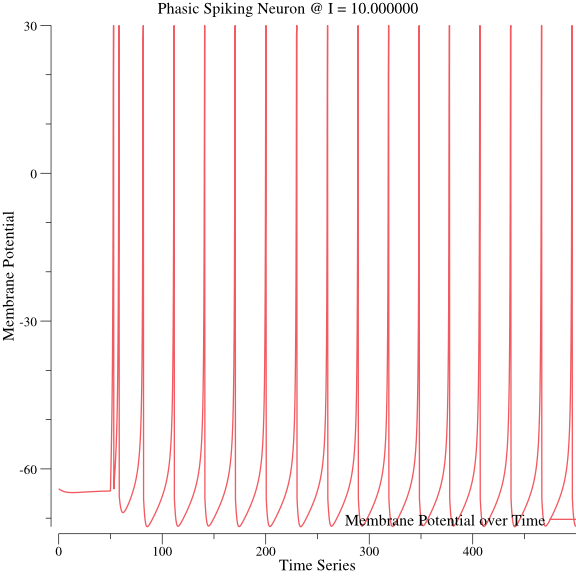 Phasic Spiking Neuron @ I = 10.000000
30
0
-30
-60
Membrane Potential
Membrane Potential over Time
0 100 200 300 400
Time Series